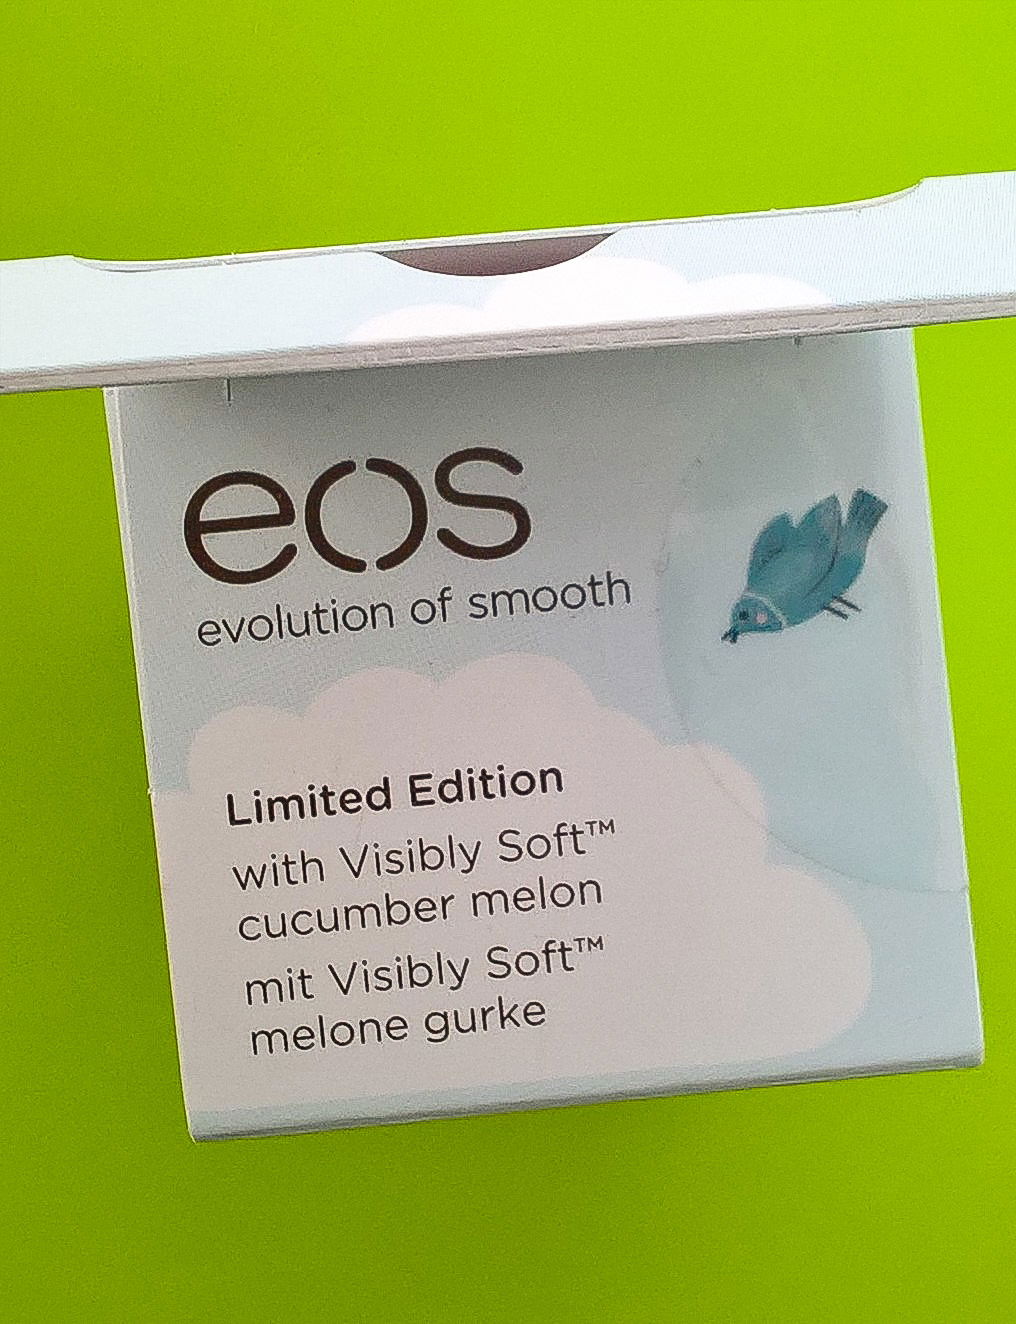 eos
evolution of smooth
Limited Edition
with Visibly Soft™
cucumber melon
mit Visibly Soft™
melone gurke